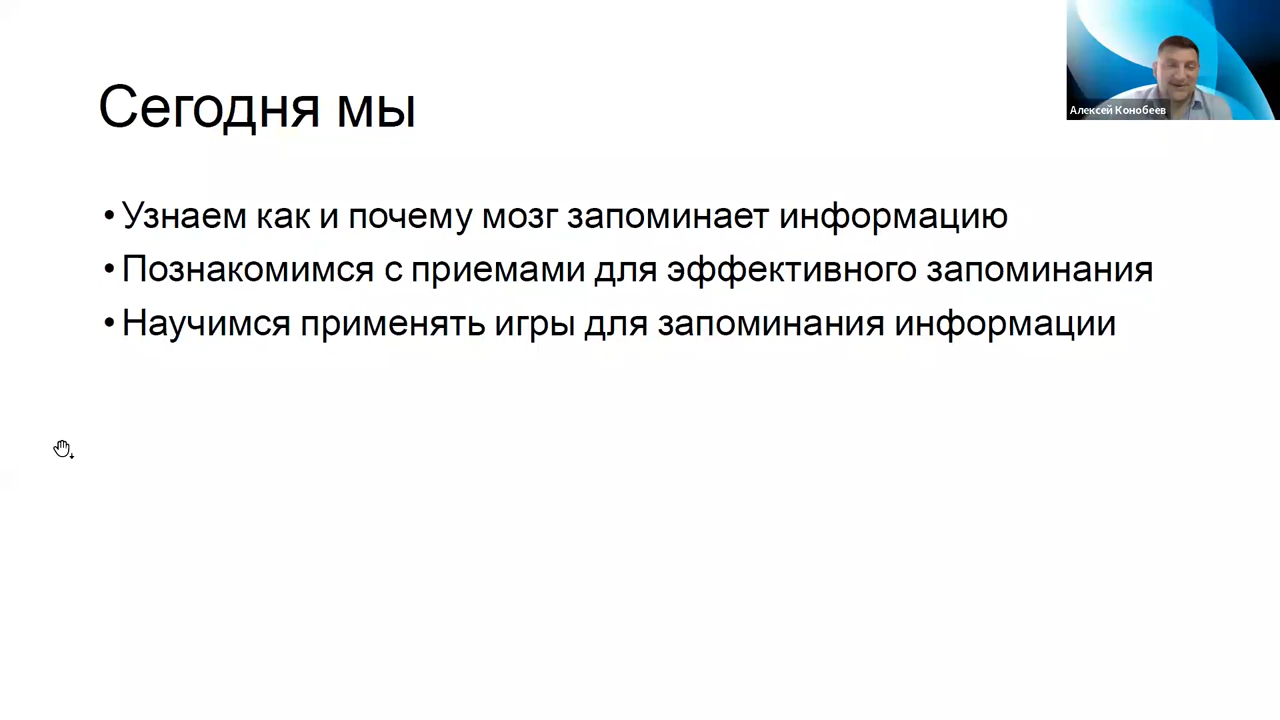 Сегодня мы
Алексей Конобеев
• Узнаем как и почему мозг запоминает информацию
• Познакомимся с приемами для эффективного запоминания
• Научимся применять игры для запоминания информации